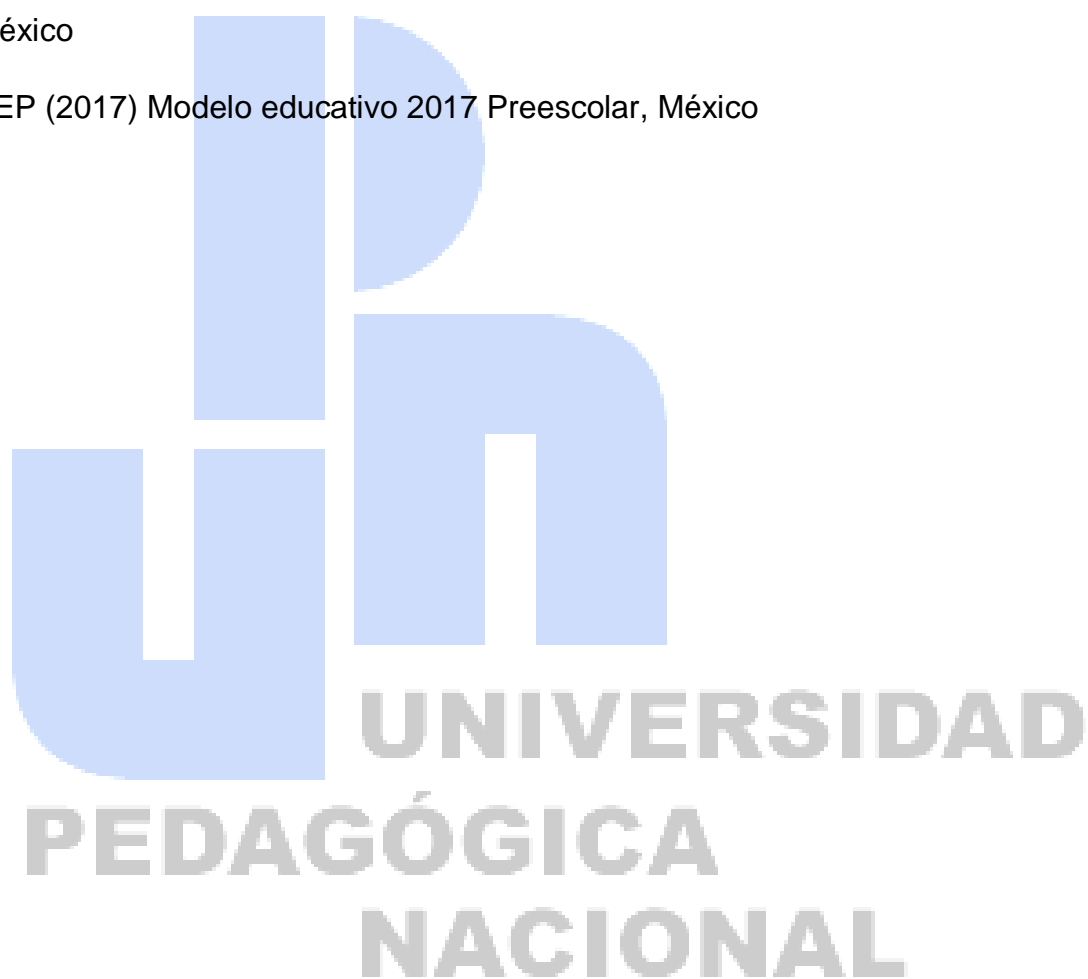 éxico
EP (2017) Modelo educativo 2017 Preescolar, México
UNIVERSIDAD
PEDAGÓGICA
NACIONAL